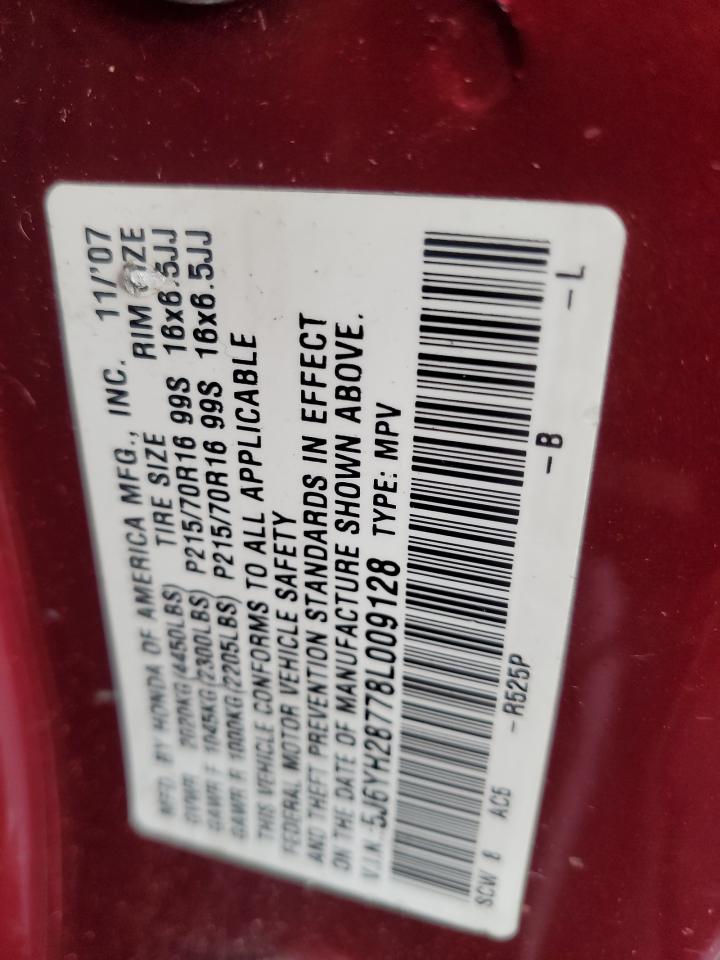 MFD. BY HONDA OF AMERICA MFG., INC. 11/'07
GVWR 2020KG(4450LBS) TIRE SIZE RIM
GAWR F 1045KG(2300LBS) P215/70R16 99S 16x6.5JJ
GAWR R 1000KG(2205LBS) P215/70R16 99S 16x6.5JJ
THIS VEHICLE CONFORMS TO ALL APPLICABLE
FEDERAL MOTOR VEHICLE SAFETY
AND THEFT PREVENTION STANDARDS IN EFFECT
ON THE DATE OF MANUFACTURE SHOWN ABOVE.
V.I.N.:5J6YH28778L009128 TYPE: MPV
SCW 8 AC5 -R525P -B -L